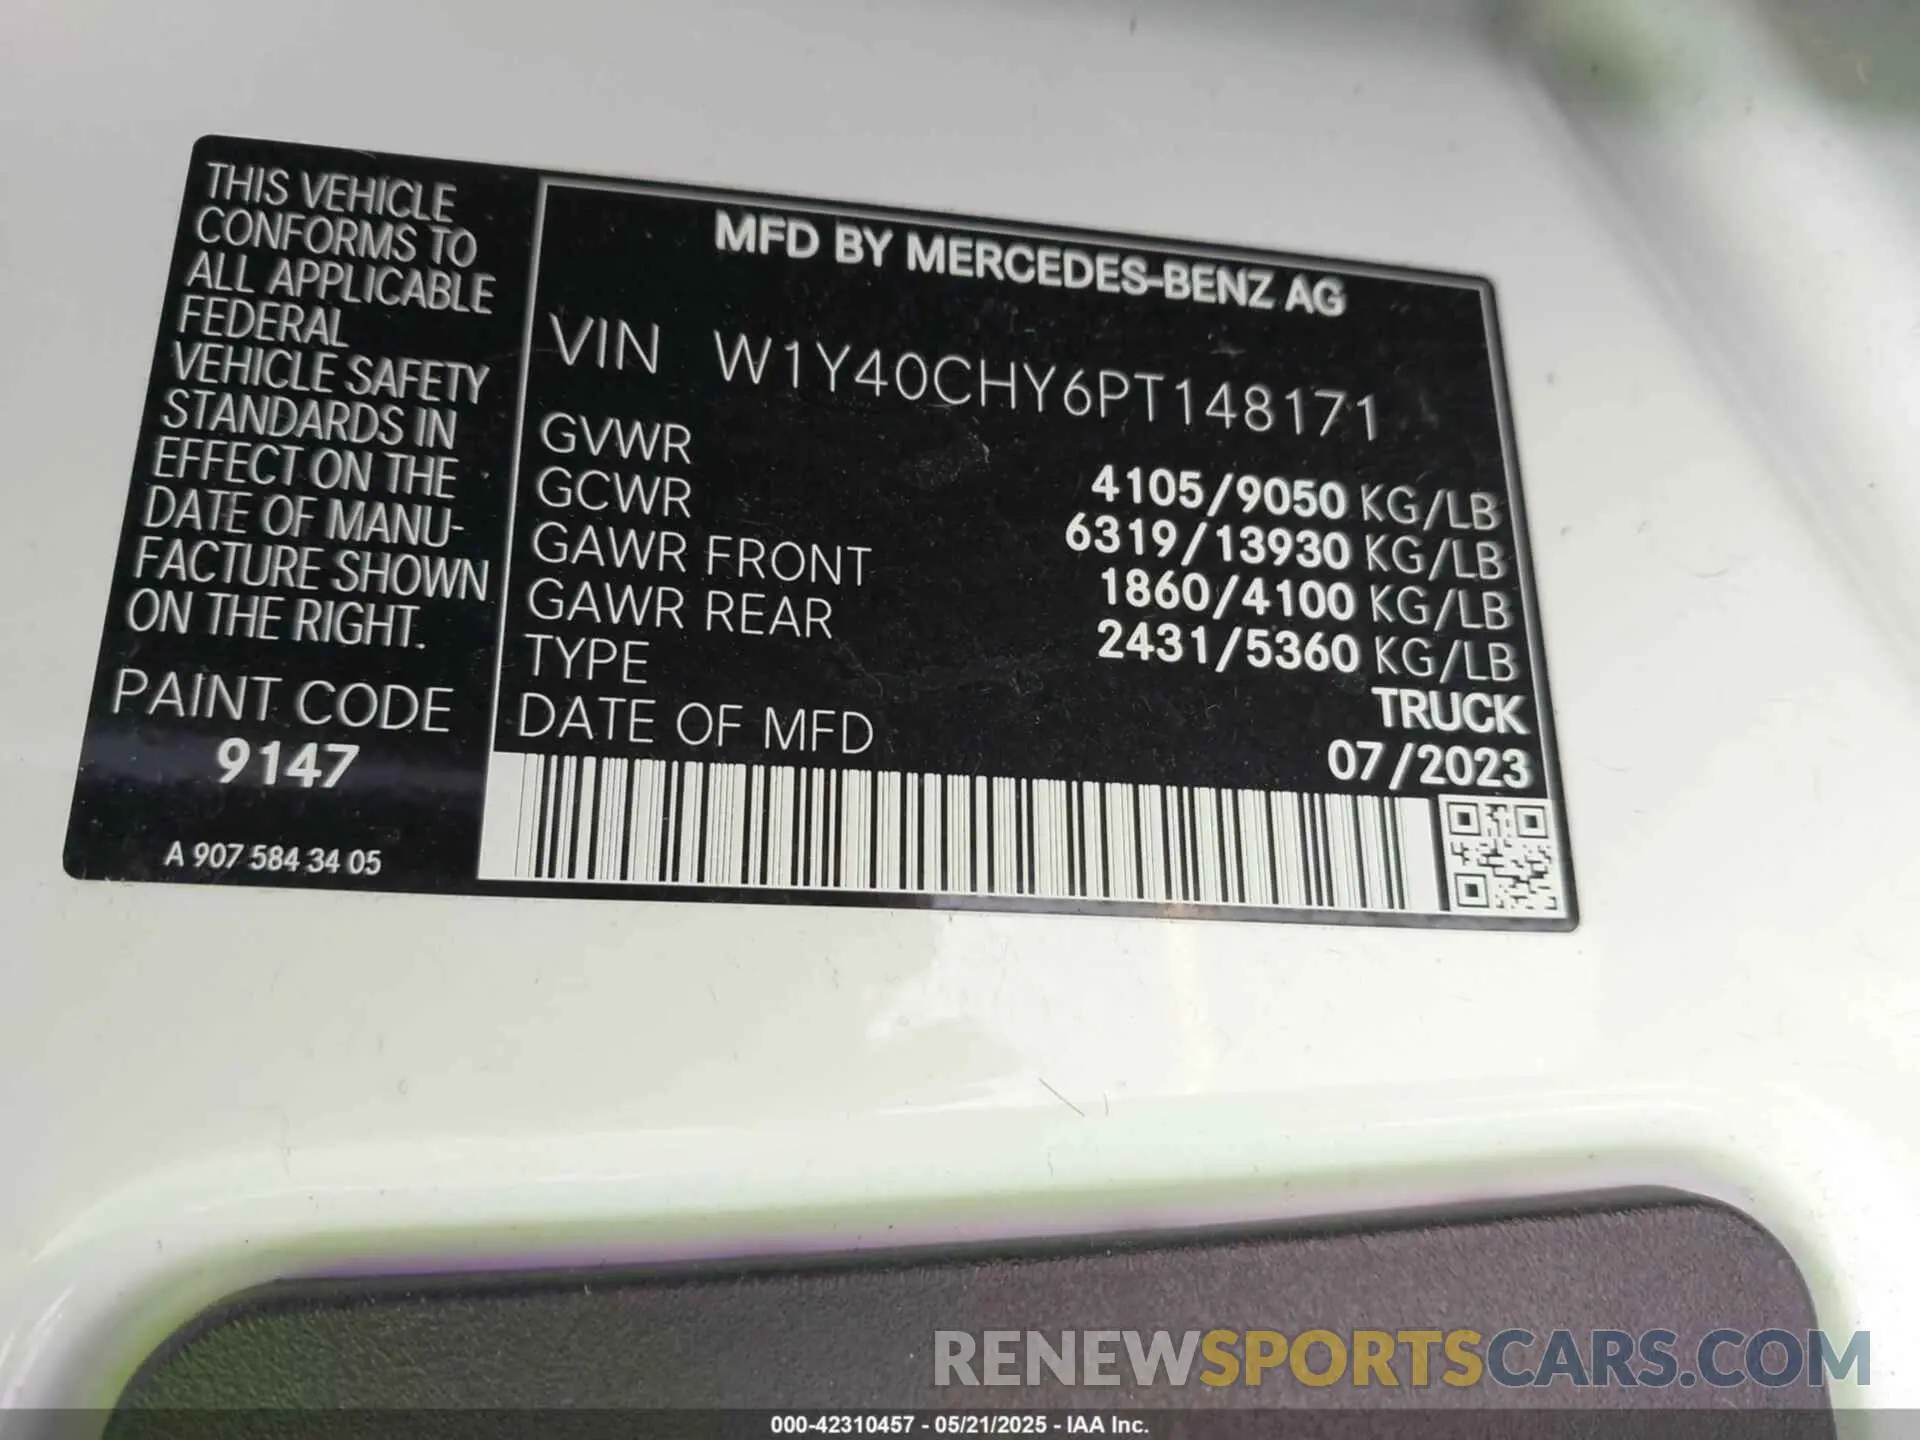 THIS VEHICLE
CONFORMS TO
ALL APPLICABLE
FEDERAL
VEHICLE SAFETY
STANDARDS IN
EFFECT ON THE
DATE OF MANU-
FACTURE SHOWN
ON THE RIGHT.
PAINT CODE
9147
A 907 584 34 05
MFD BY MERCEDES-BENZ AG
VIN W1Y40CHY6PT148171
GVWR 4105/9050 KG/LB
GCWR 6319/13930 KG/LB
GAWR FRONT 1860/4100 KG/LB
GAWR REAR 2431/5360 KG/LB
TYPE TRUCK
DATE OF MFD 07/2023
RENEWSPORTSCARS.COM
000-42310457 - 05/21/2025 - IAA Inc.